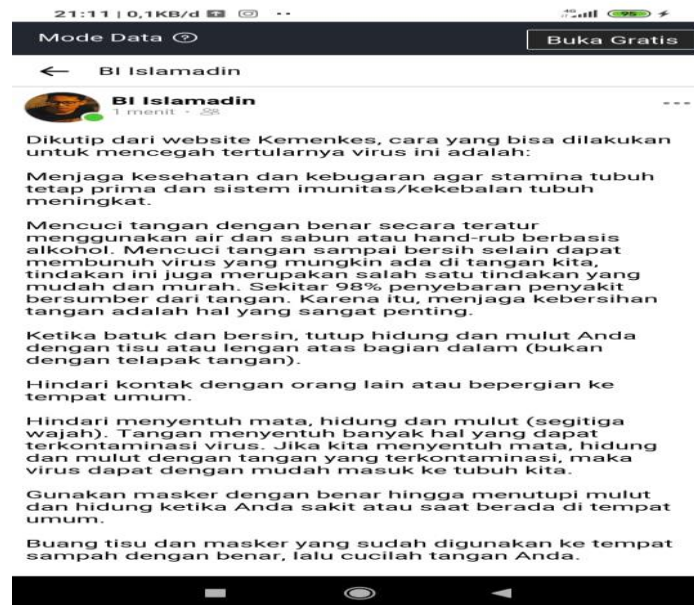 21:11 | 0,1KB/d
4G
95
Mode Data
Buka Gratis
BI Islamadin
BI Islamadin
1 menit
Dikutip dari website Kemenkes, cara yang bisa dilakukan
untuk mencegah tertularnya virus ini adalah:
Menjaga kesehatan dan kebugaran agar stamina tubuh
tetap prima dan sistem imunitas/kekebalan tubuh
meningkat.
Mencuci tangan dengan benar secara teratur
menggunakan air dan sabun atau hand-rub berbasis
alkohol. Mencuci tangan sampai bersih selain dapat
membunuh virus yang mungkin ada di tangan kita,
tindakan ini juga merupakam salah satu tindakan yang
mudah dan murah. Sekitar 98% penyebaran penyakit
bersumber dari tangan. Karena itu, menjaga kebersihan
tangan adalah hal yang sangat penting.
Ketika batuk dan bersin, tutup hidung dan mulut Anda
dengan tisu atau lengan atas bagian dalam (bukan
dengan telapak tangan).
Hindari kontak dengan orang lain atau bepergian ke
tempat umum.
Hindari menyentuh mata, hidung dan mulut (segitiga
wajah). Tangan menyentuh banyak hal yang dapat
terkontaminasi virus. Jika kita menyentuh mata, hidung
dan mulut dengan tangan yang terkontaminasi, maka
virus dapat dengan mudah masuk ke tubuh kita.
Gunakan masker dengan benar hingga menutupi mulut
dan hidung ketika Anda sakit atau saat berada di tempat
umum.
Buang tisu dan masker yang sudah digunakan ke tempat
sampah dengan benar, lalu cucilah tangan Anda.